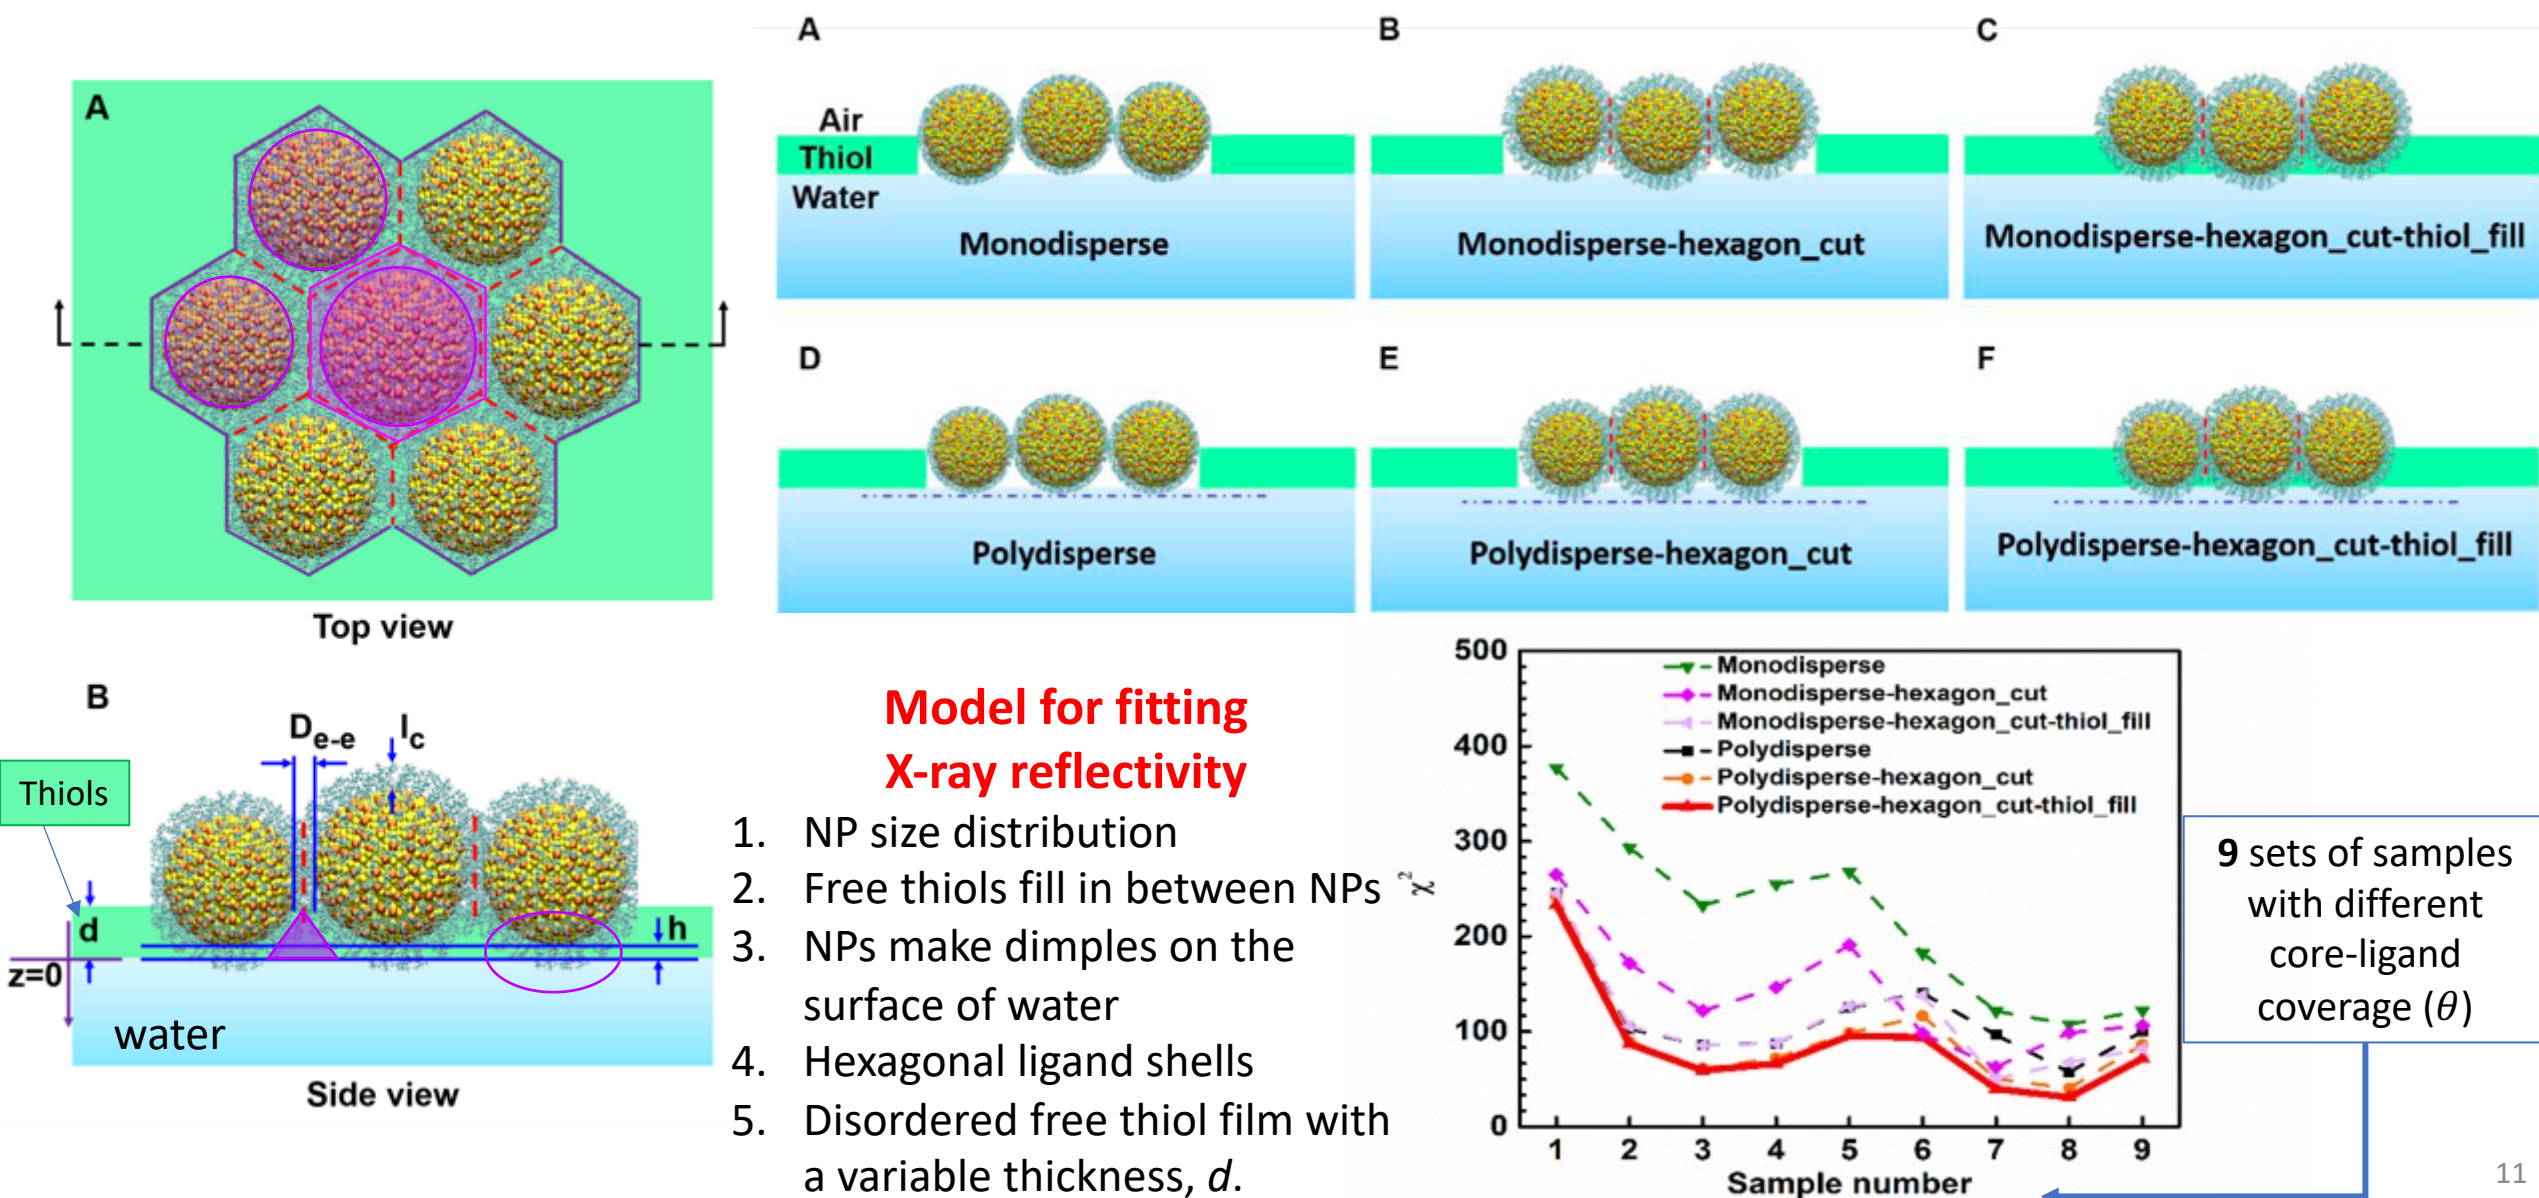 A
Top view
B
D e-e
l c
Thiols
d
h
z=0
water
Side view
A
Air
Thiol
Water
Monodisperse
B
Monodisperse-hexagon_cut
C
Monodisperse-hexagon_cut-thiol_fill
D
Polydisperse
E
Polydisperse-hexagon_cut
F
Polydisperse-hexagon_cut-thiol_fill
Model for fitting
X-ray reflectivity
1. NP size distribution
2. Free thiols fill in between NPs
3. NPs make dimples on the
surface of water
4. Hexagonal ligand shells
5. Disordered free thiol film with
a variable thickness, d.
500
400
300
200
100
0
χ²
Monodisperse
Monodisperse-hexagon_cut
Monodisperse-hexagon_cut-thiol_fill
Polydisperse
Polydisperse-hexagon_cut
Polydisperse-hexagon_cut-thiol_fill
1 2 3 4 5 6 7 8 9
Sample number
9 sets of samples
with different
core-ligand
coverage (θ)
11